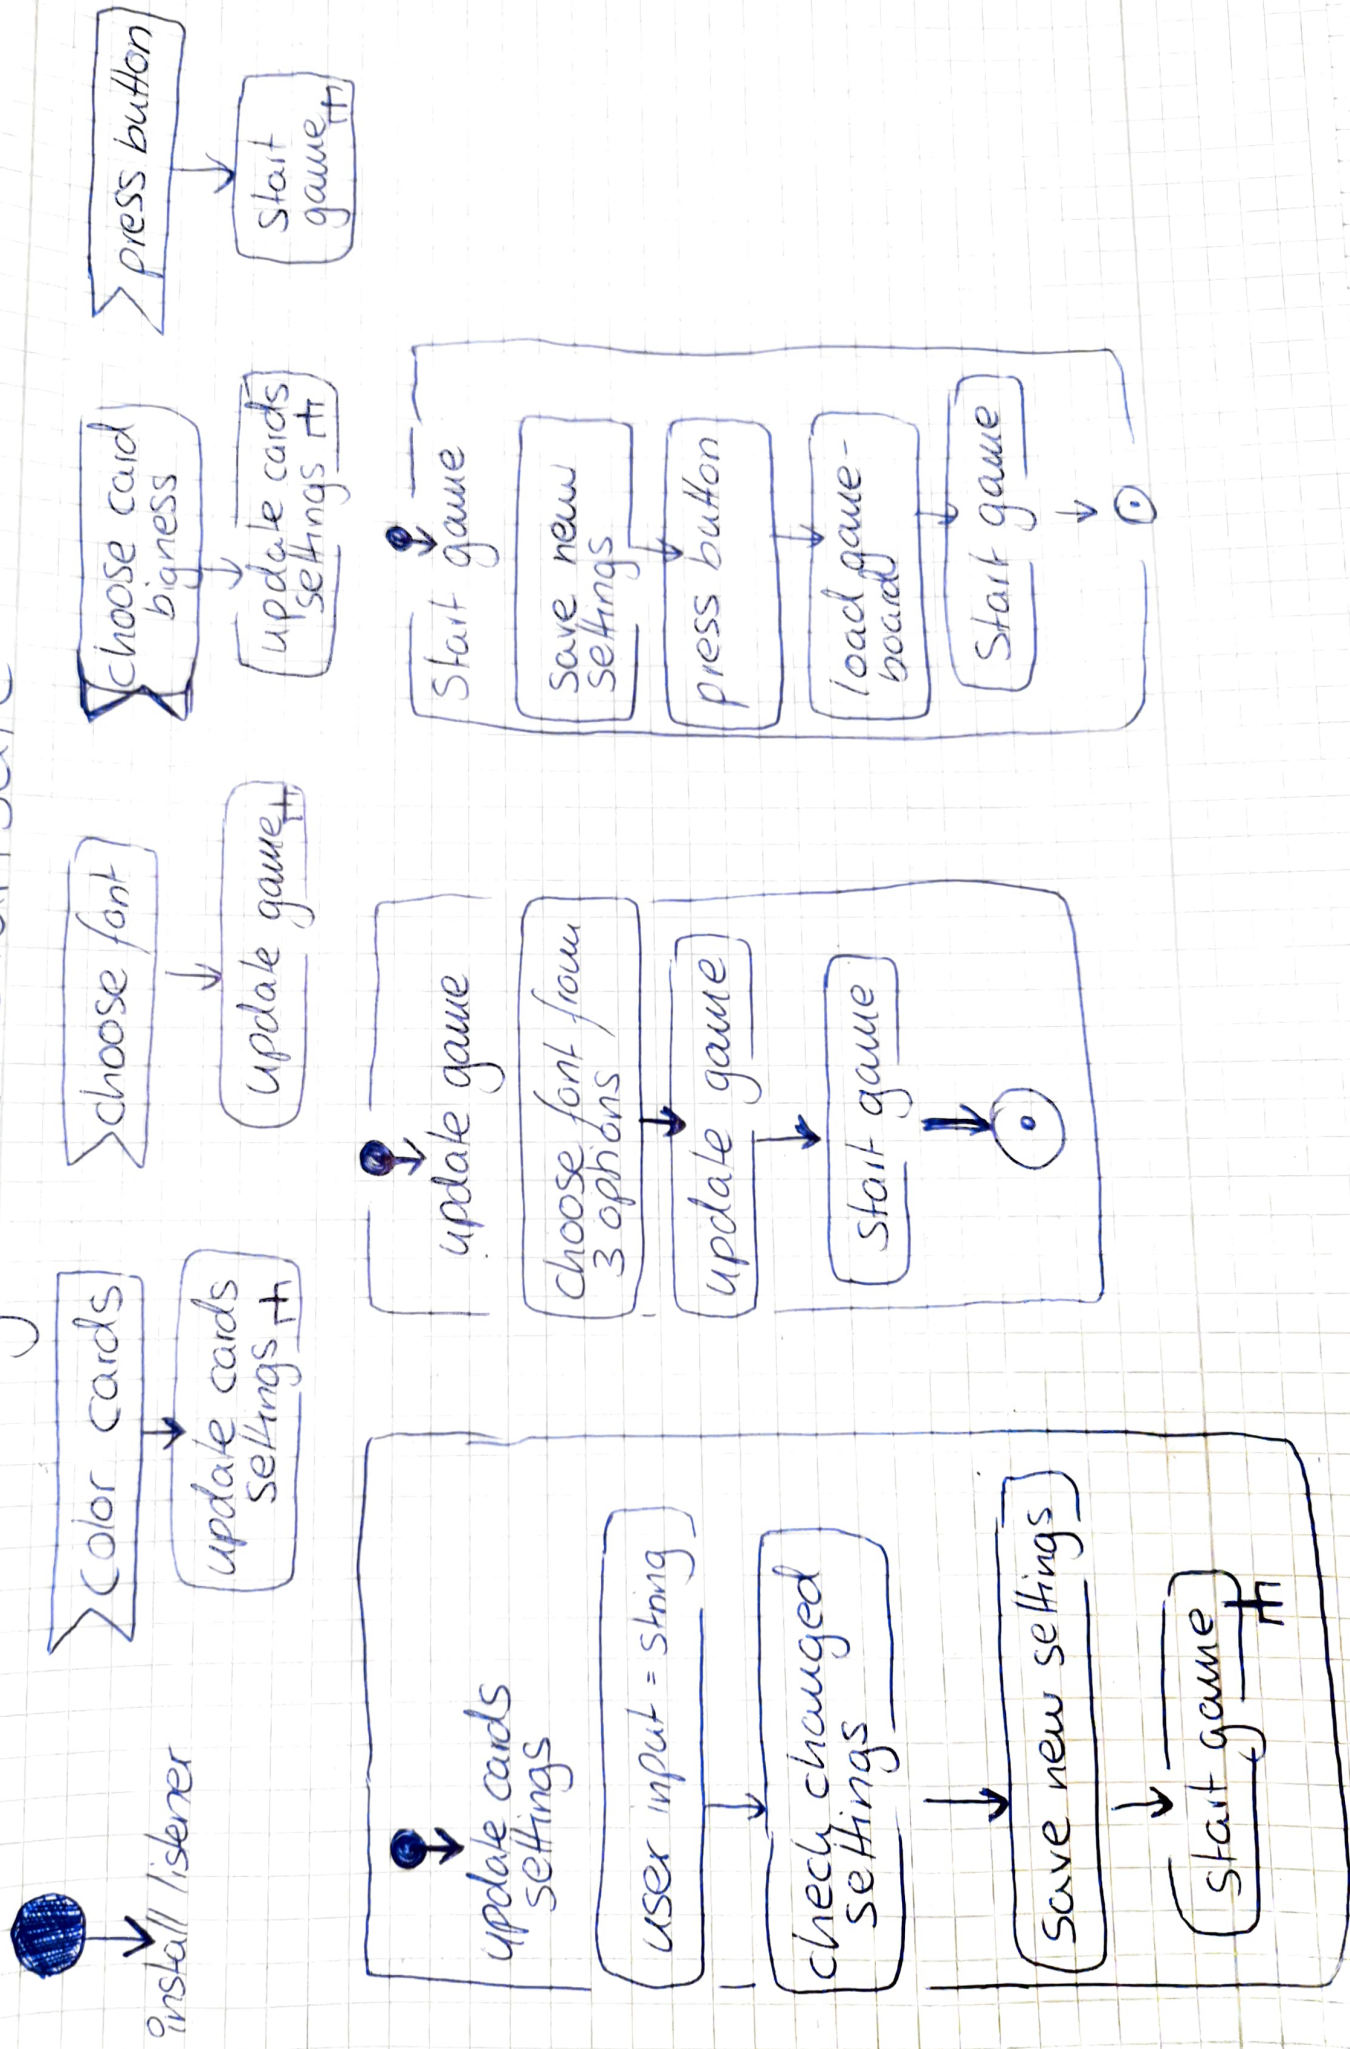 install listener
color cards
update cards
settings
choose font
update game
choose card
bigness
update cards
settings
press button
start
game
update cards
settings
user input = string
chech changed
settings
save new settings
start game
update game
choose font from
3 options
update game
start game
Start game
save new
settings
press button
load game-
board
Start game